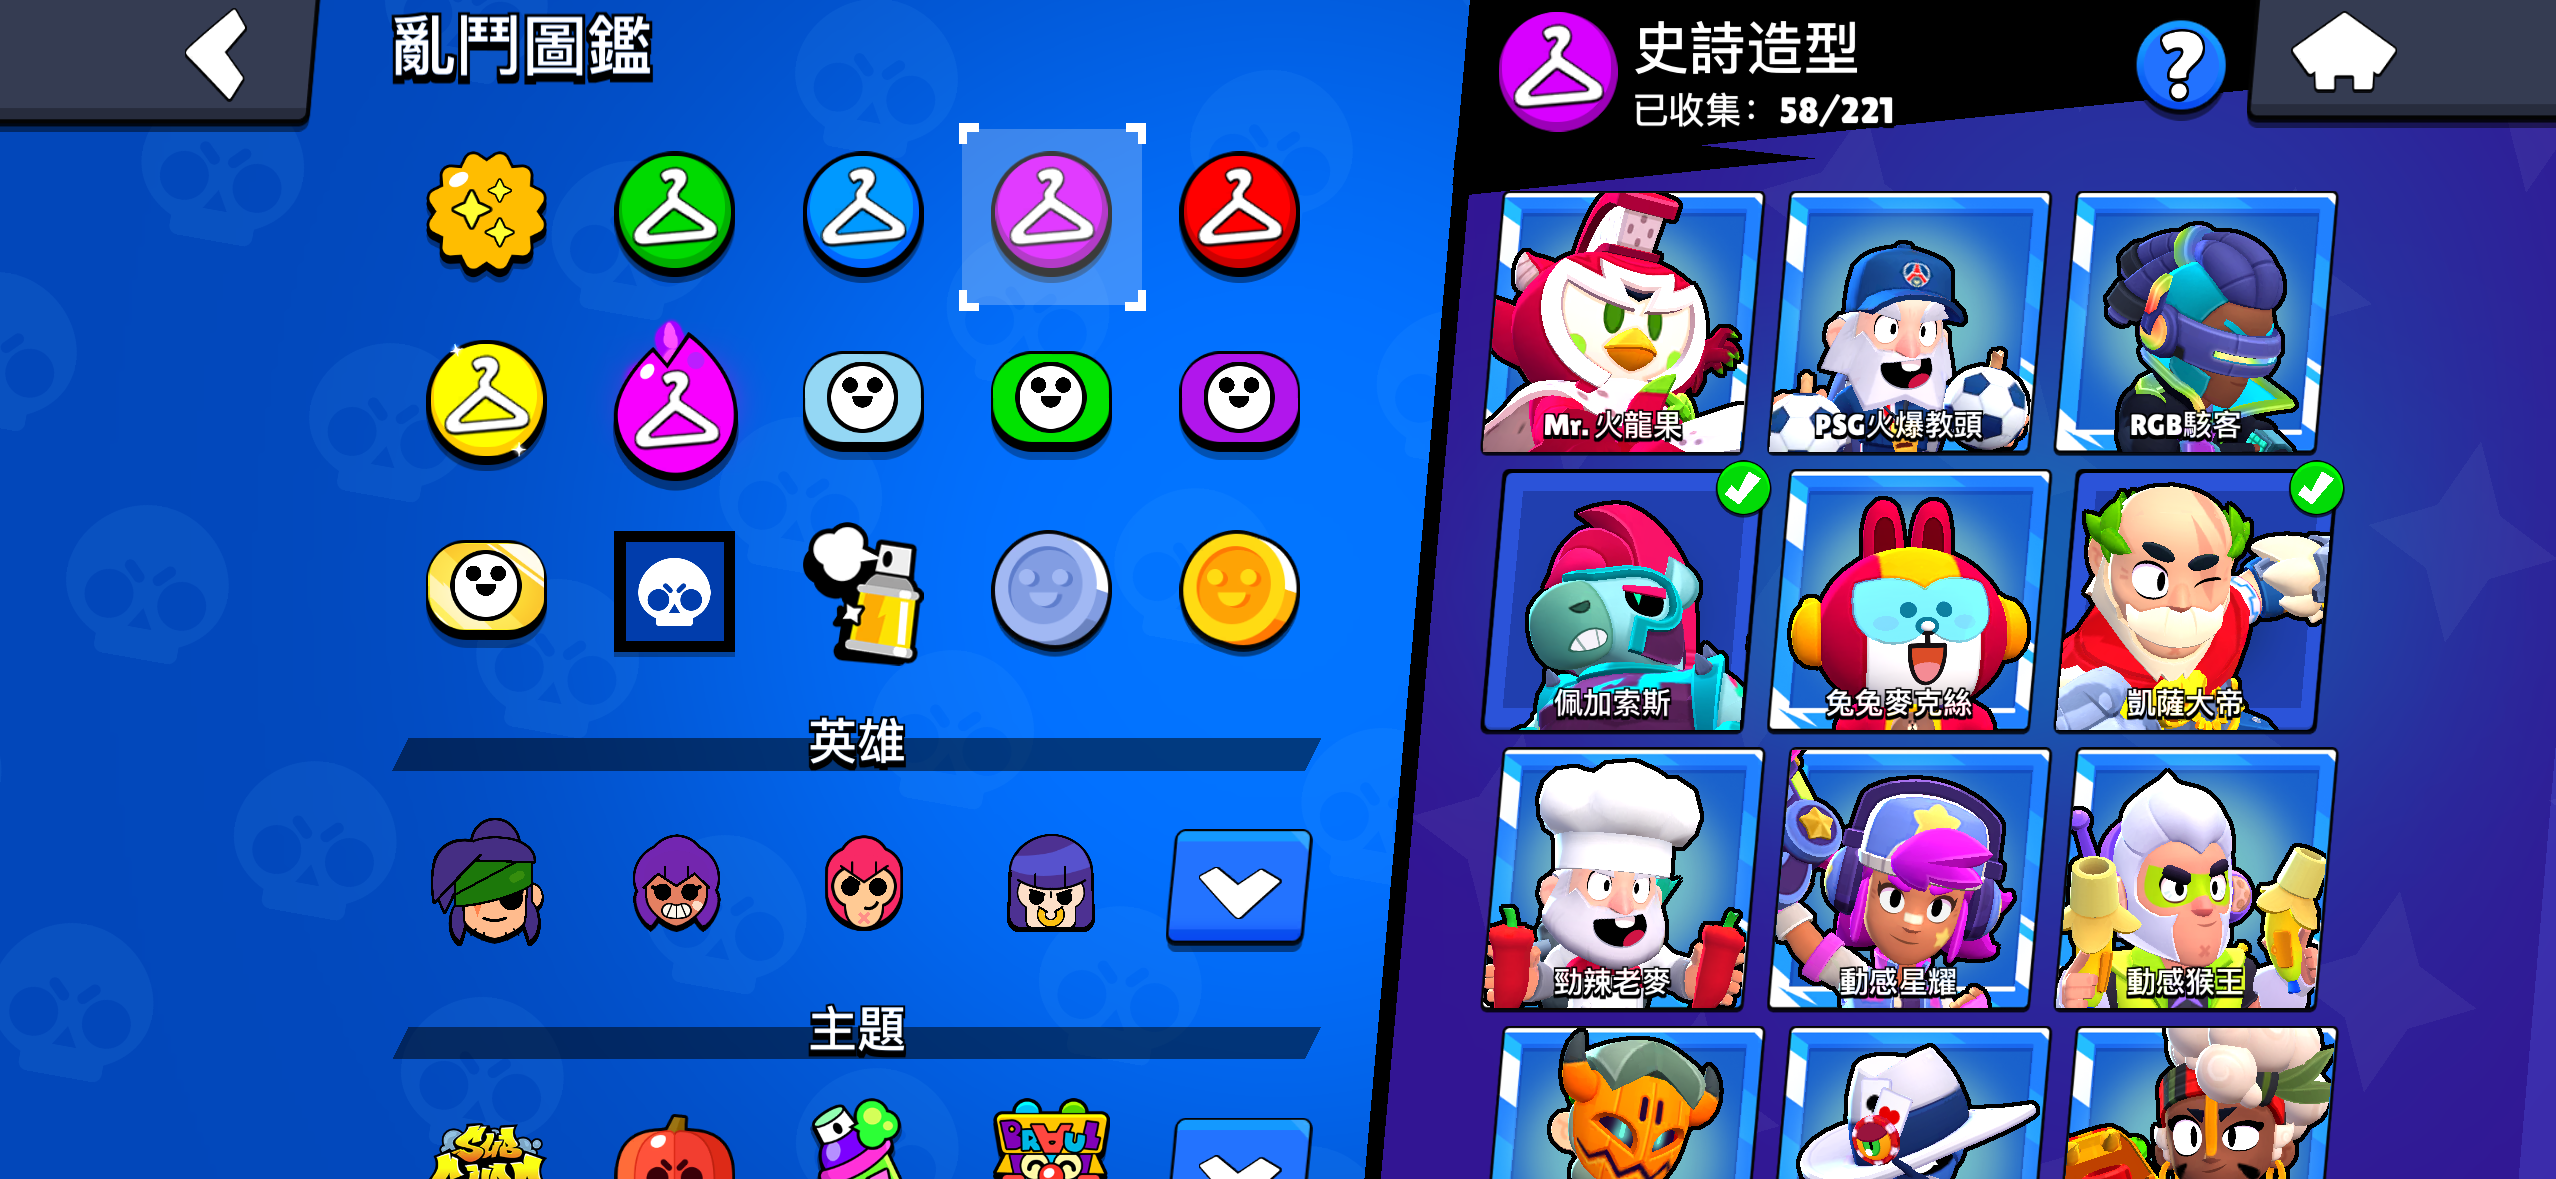 亂鬥圖鑑
史詩造型
已收集：58/221
Mr. 火龍果
PSG火爆教頭
RGB駭客
佩加索斯
兔兔麥克絲
凱薩大帝
英雄
勁辣老麥
動感星耀
動感猴王
主題
SUB
BRAWL